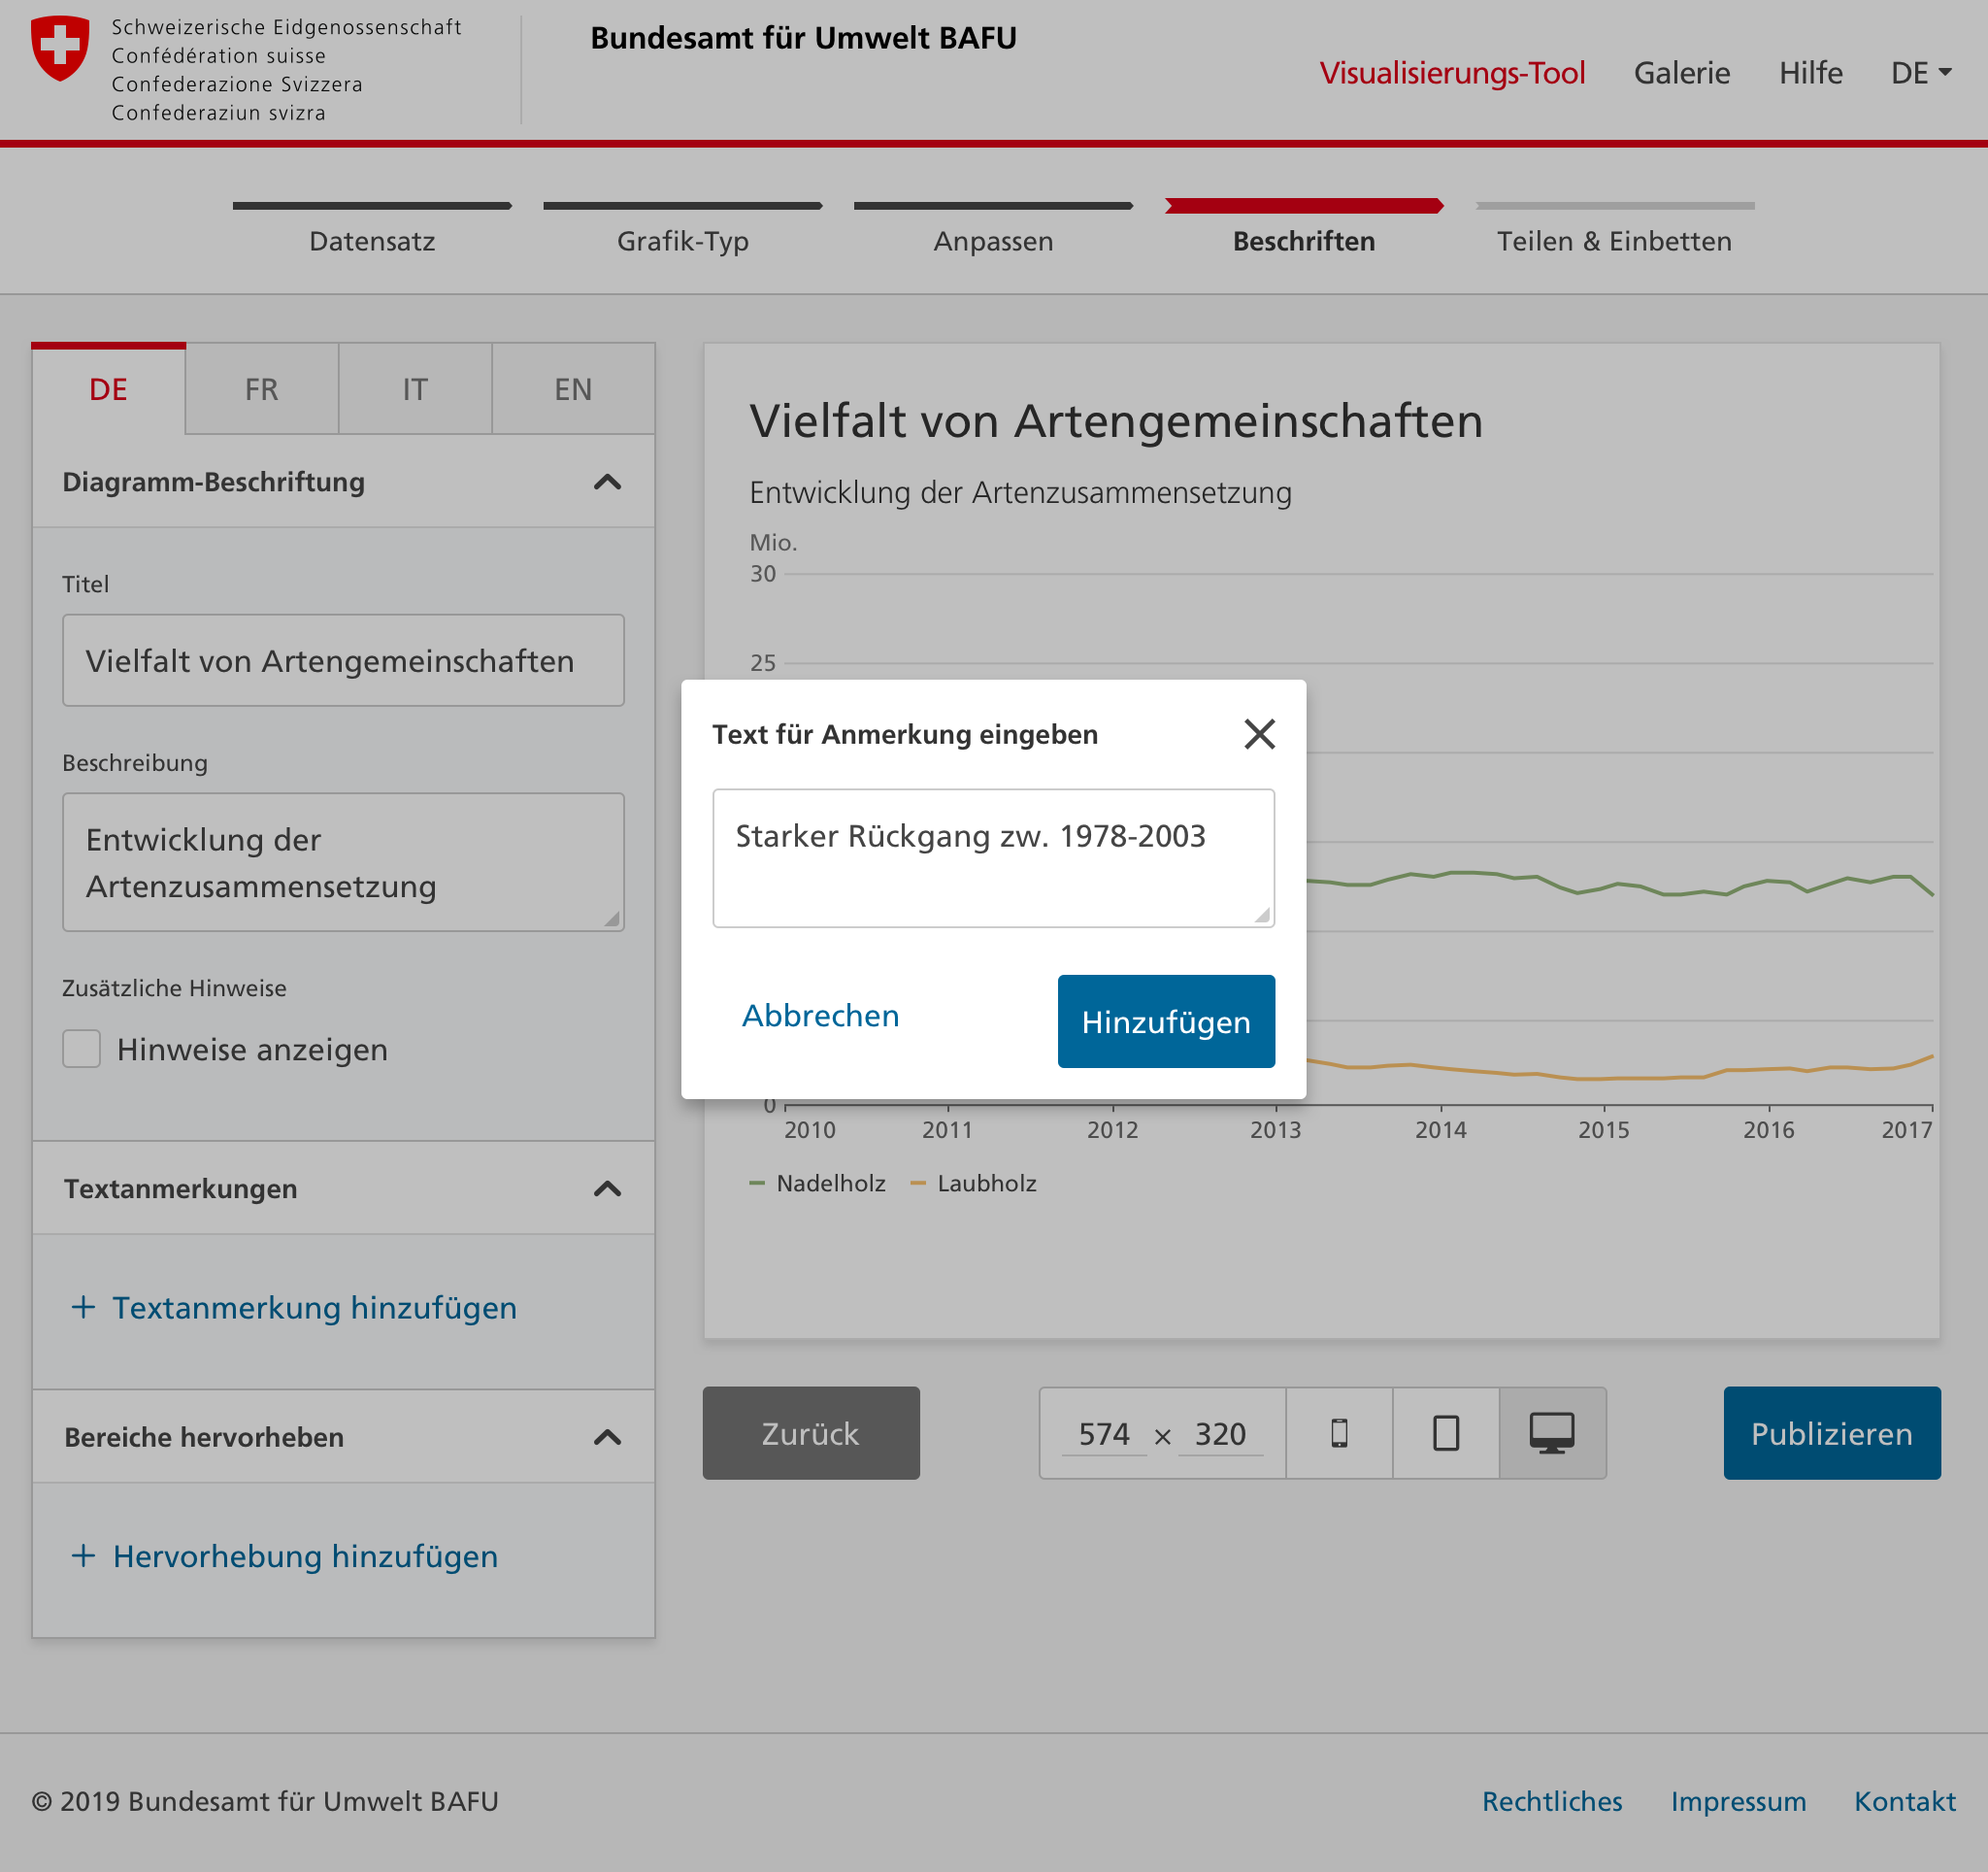 Schweizerische Eidgenossenschaft
Confédération suisse
Confederazione Svizzera
Confederaziun svizra
Bundesamt für Umwelt BAFU
Visualisierungs-Tool
Galerie
Hilfe
DE
Datensatz
Grafik-Typ
Anpassen
Beschriften
Teilen & Einbetten
DE
FR
IT
EN
Diagramm-Beschriftung
Titel
Vielfalt von Artengemeinschaften
Beschreibung
Entwicklung der
Artenzusammensetzung
Zusätzliche Hinweise
Hinweise anzeigen
Textanmerkungen
+ Textanmerkung hinzufügen
Bereiche hervorheben
+ Hervorhebung hinzufügen
Vielfalt von Artengemeinschaften
Entwicklung der Artenzusammensetzung
Mio.
30
25
Text für Anmerkung eingeben
Starker Rückgang zw. 1978-2003
Abbrechen
Hinzufügen
0
2010
2011
2012
2013
2014
2015
2016
2017
Nadelholz
Laubholz
Zurück
574 × 320
Publizieren
© 2019 Bundesamt für Umwelt BAFU
Rechtliches
Impressum
Kontakt